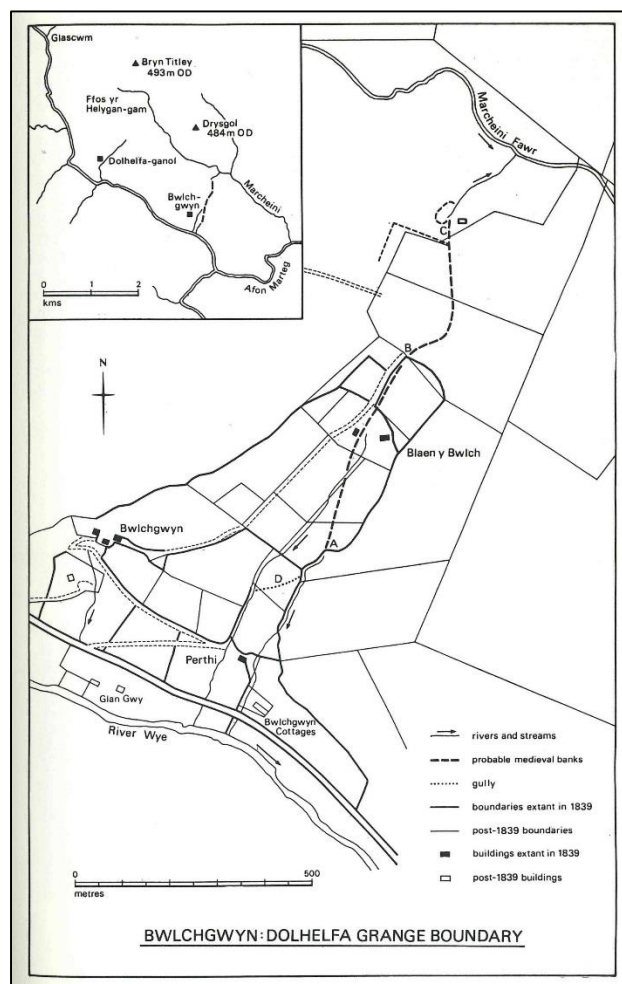 Glascwm
Bryn Titley
493m OD
Ffos yr
Helygan-gam
Drysgol
484m OD
Dolhelfa-ganol
Bwlch-
gwyn
Marcheini
Afon Marteg
0 1 2
kms
Marcheini Fawr
C
N
B
Blaen y Bwlch
Bwlchgwyn
A
D
Perthi
Glan Gwy
Bwlchgwyn
Cottages
River Wye
rivers and streams
probable medieval banks
gully
boundaries extant in 1839
post-1839 boundaries
buildings extant in 1839
post-1839 buildings
0 500
metres
BWLCHGWYN: DOLHELFA GRANGE BOUNDARY